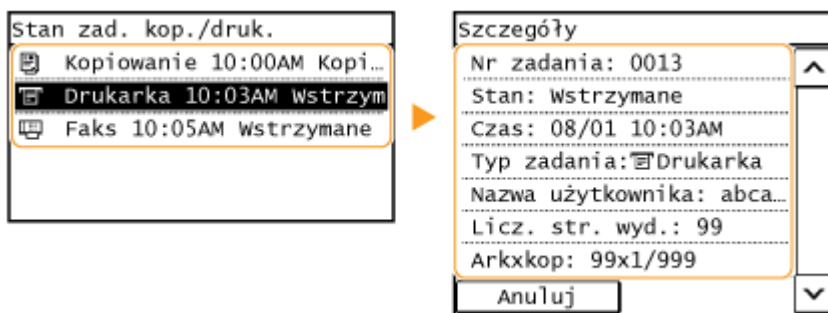 Stan zad. kop./druk.
Kopiowanie 10:00AM Kopi…
Drukarka 10:03AM Wstrzym
Faks 10:05AM Wstrzymane
Szczegóły
Nr zadania: 0013
Stan: Wstrzymane
Czas: 08/01 10:03AM
Typ zadania: Drukarka
Nazwa użytkownika: abca…
Licz. str. wyd.: 99
Arkxkop: 99x1/999
Anuluj